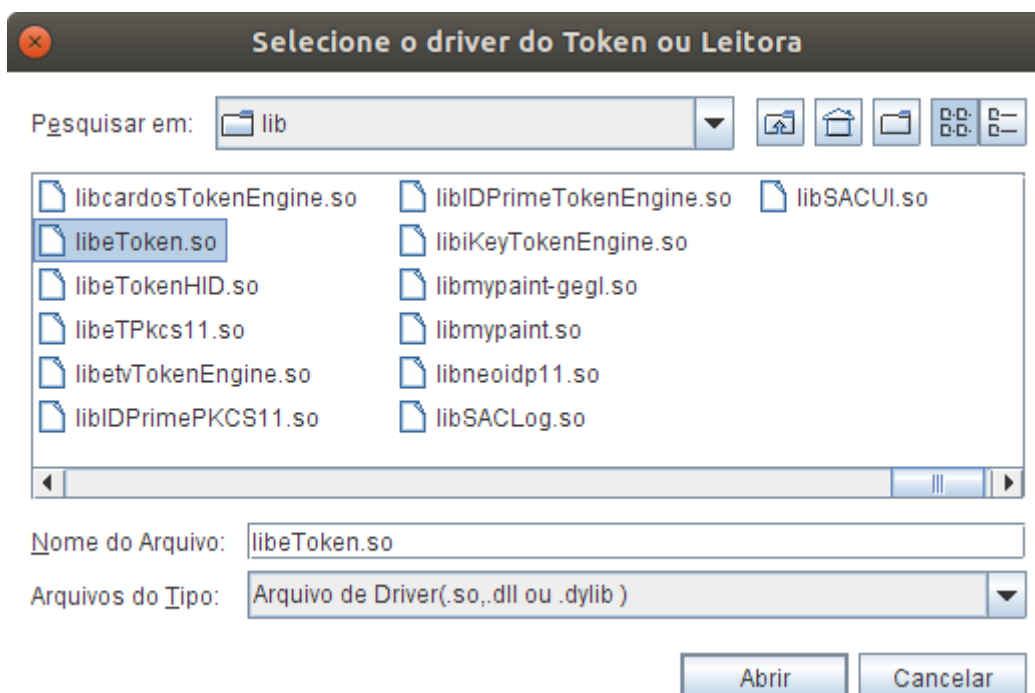 Selecione o driver do Token ou Leitora
Pesquisar em: lib
libcardosTokenEngine.so
libeToken.so
libeTokenHID.so
libeTPkcs11.so
libetvTokenEngine.so
libIDPrimePKCS11.so
libIDPrimeTokenEngine.so
libiKeyTokenEngine.so
libmypaint-gegl.so
libmypaint.so
libneoidp11.so
libSACLog.so
libSACUI.so
Nome do Arquivo: libeToken.so
Arquivos do Tipo: Arquivo de Driver(.so,.dll ou .dylib )
Abrir Cancelar